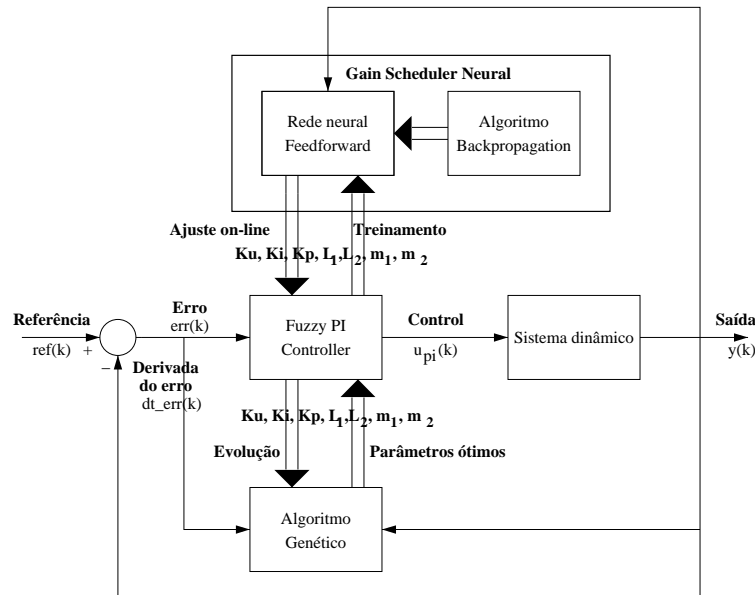 Gain Scheduler Neural
Rede neural
Feedforward
Algoritmo
Backpropagation
Ajuste on-line
Treinamento
Ku, Ki, Kp, L1,L2, m1, m2
Referência
ref(k)
+
−
Erro
err(k)
Derivada
do erro
dt_err(k)
Fuzzy PI
Controller
Control
upi(k)
Sistema dinâmico
Saída
y(k)
Ku, Ki, Kp, L1,L2, m1, m2
Evolução
Parâmetros ótimos
Algoritmo
Genético